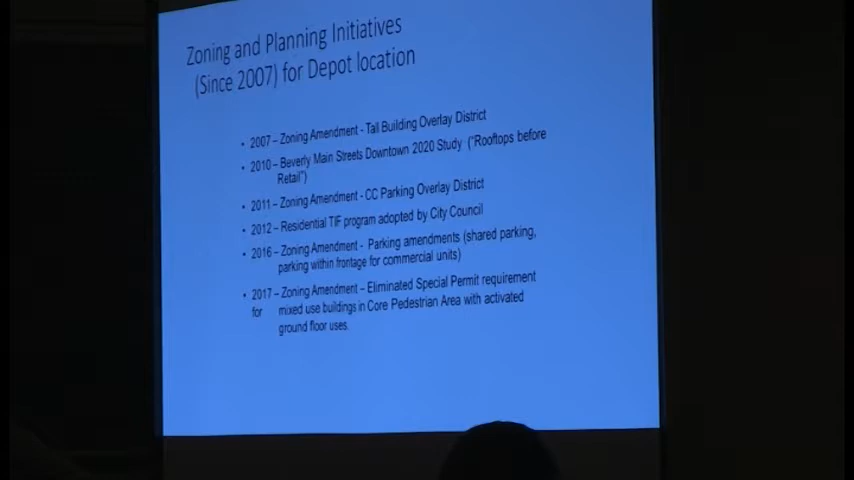 Zoning and Planning Initiatives
(Since 2007) for Depot location
• 2007 – Zoning Amendment - Tall Building Overlay District
• 2010 – Beverly Main Streets Downtown 2020 Study ("Rooftops before
Retail")
• 2011 – Zoning Amendment - CC Parking Overlay District
• 2012 – Residential TIF program adopted by City Council
• 2016 – Zoning Amendment - Parking amendments (shared parking,
parking within frontage for commercial units)
• 2017 – Zoning Amendment – Eliminated Special Permit requirement
for mixed use buildings in Core Pedestrian Area with activated
ground floor uses.